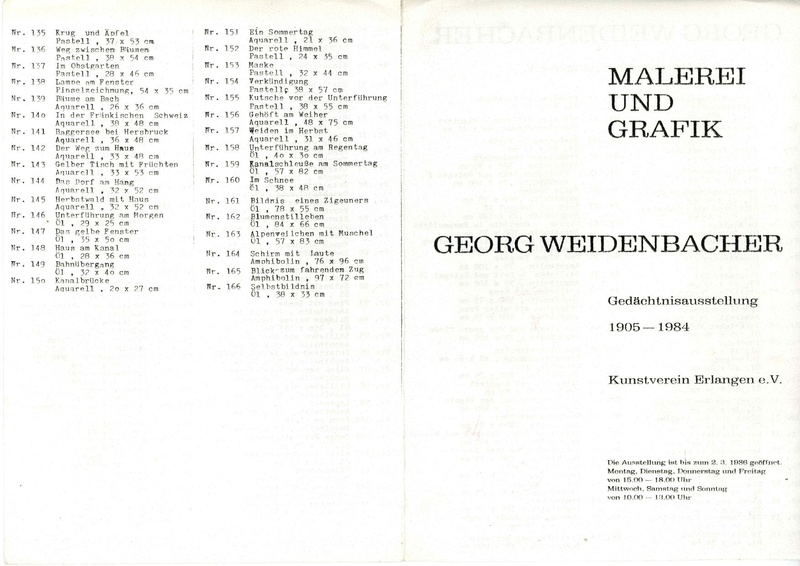 Nr. 135 Krug und Äpfel
Pastell , 37 x 53 cm
Nr. 136 Weg zwischen Bäumen
Pastell , 38 x 54 cm
Nr. 137 Im Obstgarten
Pastell , 28 x 46 cm
Nr. 138 Lampe am Fenster
Pinselzeichnung, 54 x 35 cm
Nr. 139 Bäume am Bach
Aquarell , 26 x 36 cm
Nr. 14o In der Fränkischen Schweiz
Aquarell , 38 x 48 cm
Nr. 141 Baggersee bei Hersbruck
Aquarell , 36 x 48 cm
Nr. 142 Der Weg zum Haus
Aquarell , 33 x 48 cm
Nr. 143 Gelber Tisch mit Früchten
Aquarell , 33 x 53 cm
Nr. 144 Das Dorf am Hang
Aquarell , 32 x 52 cm
Nr. 145 Herbstwald mit Haus
Aquarell , 32 x 52 cm
Nr. 146 Unterführung am Morgen
Öl , 29 x 25 cm
Nr. 147 Das gelbe Fenster
Öl , 35 x 5o cm
Nr. 148 Haus am Kanal
Öl , 28 x 36 cm
Nr. 149 Bahnübergang
Öl , 32 x 4o cm
Nr. 15o Kanalbrücke
Aquarell , 2o x 27 cm
Nr. 151 Ein Sommertag
Aquarell , 21 x 36 cm
Nr. 152 Der rote Himmel
Pastell , 24 x 35 cm
Nr. 153 Maske
Pastell , 32 x 44 cm
Nr. 154 Verkündigung
Pastell, 38 x 57 cm
Nr. 155 Kutsche vor der Unterführung
Pastell , 38 x 55 cm
Nr. 156 Gehöft am Weiher
Aquarell , 48 x 75 cm
Nr. 157 Weiden im Herbst
Aquarell , 31 x 46 cm
Nr. 158 Unterführung am Regentag
Öl , 4o x 3o cm
Nr. 159 Kanalschleuße am Sommertag
Öl , 57 x 82 cm
Nr. 160 Im Schnee
Öl , 38 x 48 cm
Nr. 161 Bildnis eines Zigeuners
Öl , 78 x 55 cm
Nr. 162 Blumenstilleben
Öl , 84 x 66 cm
Nr. 163 Alpenveilchen mit Muschel
Öl , 57 x 83 cm
Nr. 164 Schirm mit Laute
Amphibolin , 76 x 96 cm
Nr. 165 Blick zum fahrenden Zug
Amphibolin , 97 x 72 cm
Nr. 166 Selbstbildnis
Öl , 38 x 33 cm
MALEREI
UND
GRAFIK
GEORG WEIDENBACHER
Gedächtnisausstellung
1905 — 1984
Kunstverein Erlangen e.V.
Die Ausstellung ist bis zum 2. 3. 1986 geöffnet.
Montag, Dienstag, Donnerstag und Freitag
von 15.00 — 18.00 Uhr
Mittwoch, Samstag und Sonntag
von 10.00 — 13.00 Uhr